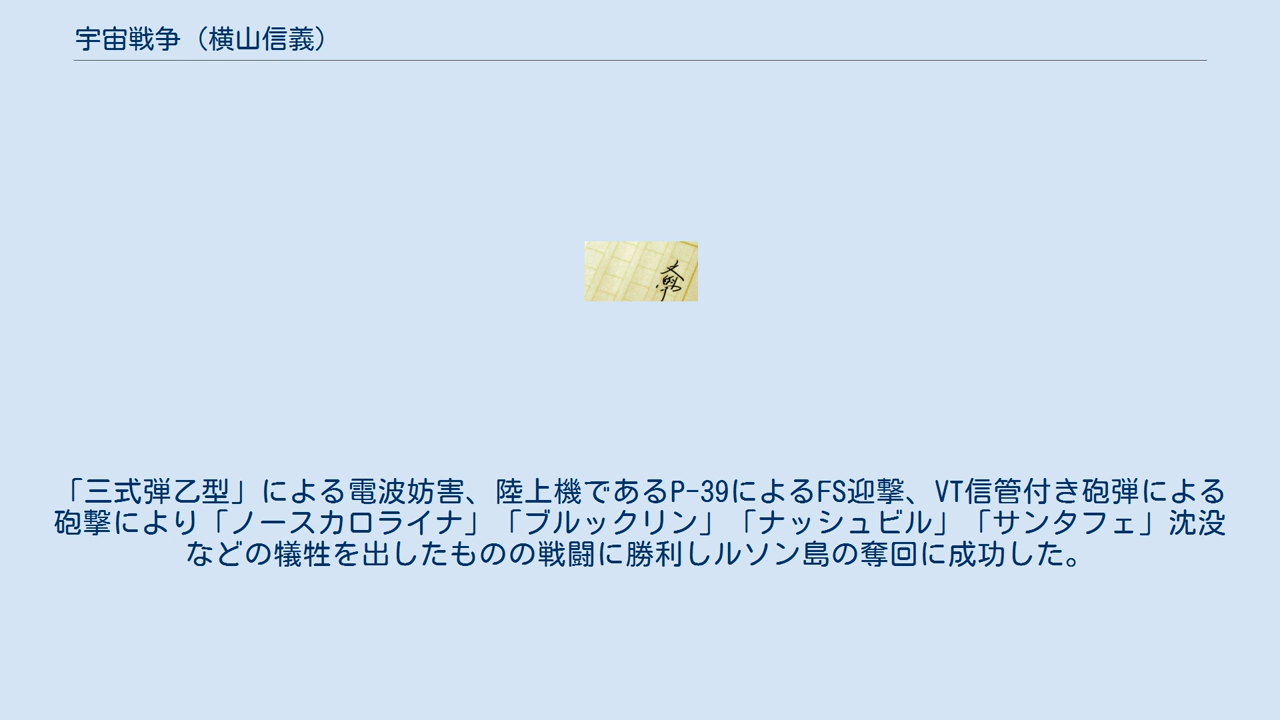 宇宙戦争（横山信義）
「三式弾乙型」による電波妨害、陸上機であるP-39によるFS迎撃、VT信管付き砲弾による
砲撃により「ノースカロライナ」「ブルックリン」「ナッシュビル」「サンタフェ」沈没
などの犠牲を出したものの戦闘に勝利しルソン島の奪回に成功した。